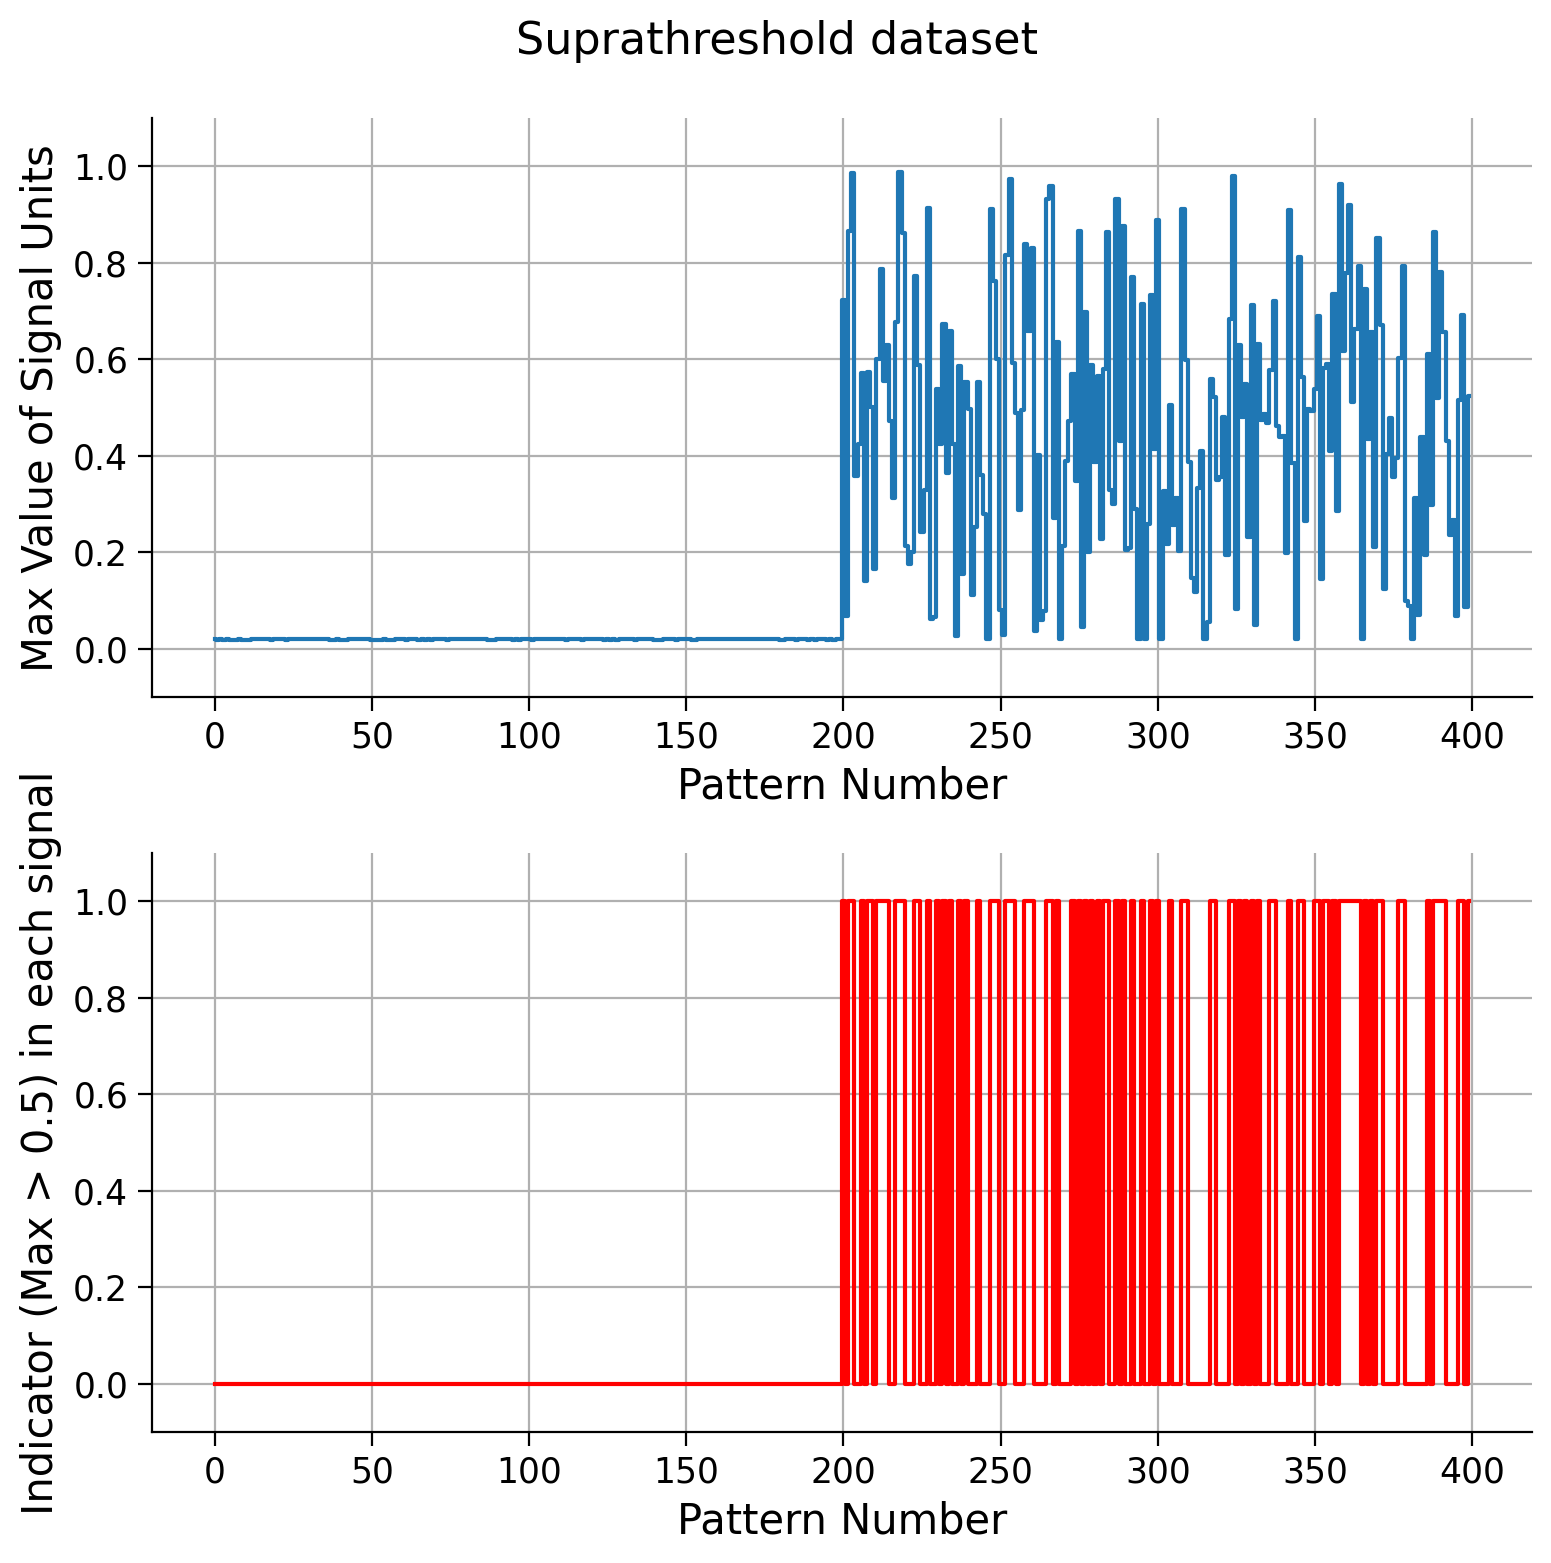 Suprathreshold dataset
Max Value of Signal Units
1.0
0.8
0.6
0.4
0.2
0.0
0 50 100 150 200 250 300 350 400
Pattern Number
Indicator (Max > 0.5) in each signal
1.0
0.8
0.6
0.4
0.2
0.0
0 50 100 150 200 250 300 350 400
Pattern Number